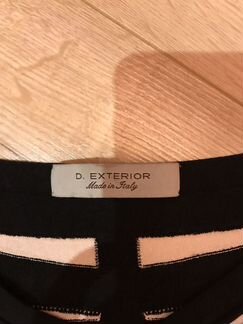 D. EXTERIOR
Made in Italy